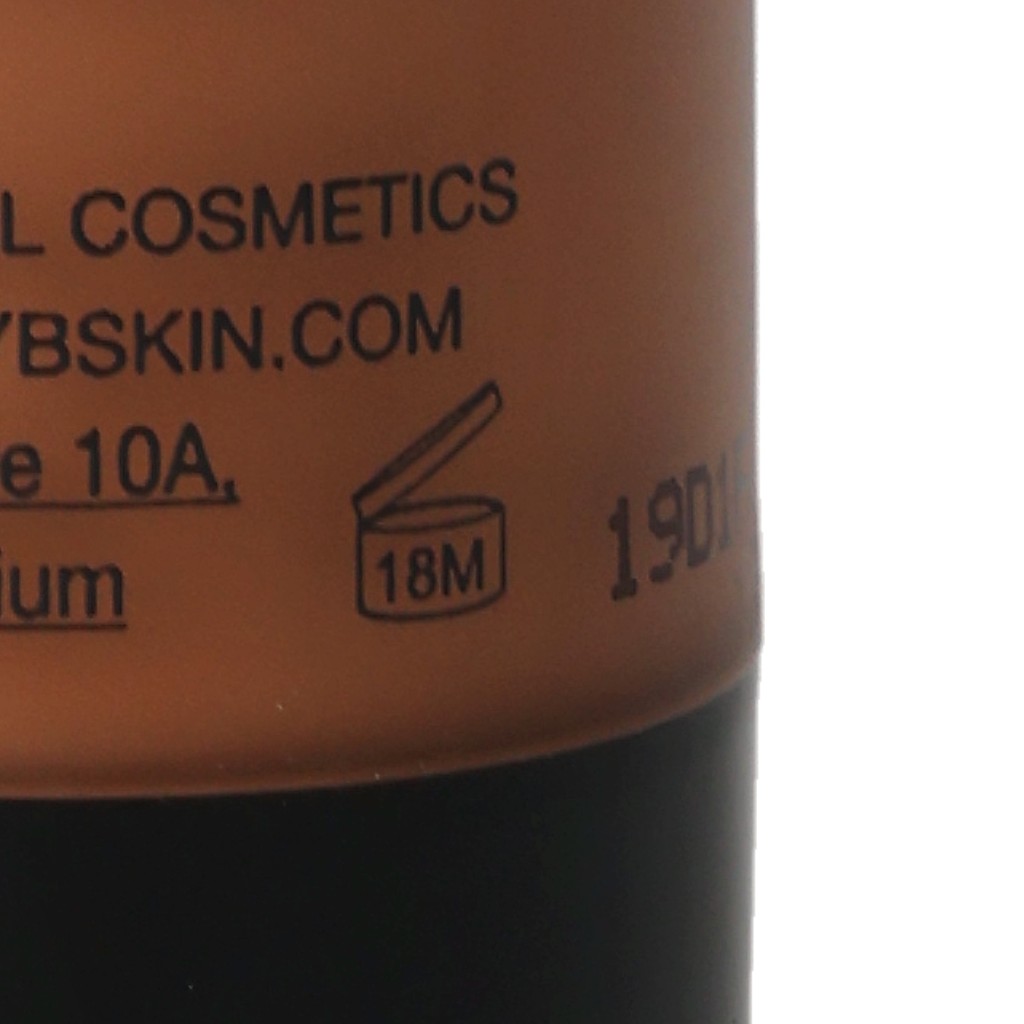 L COSMETICS
YBSKIN.COM
e 10A,
ium
18M
19D1